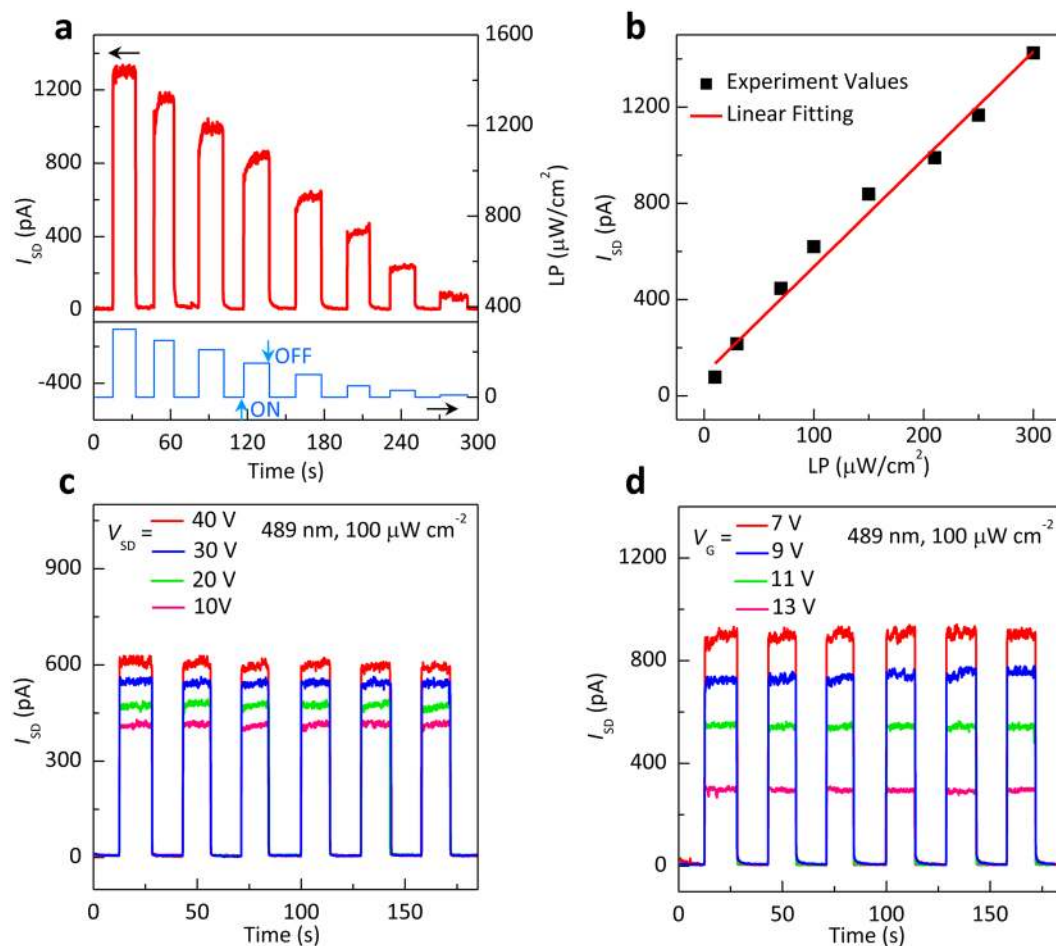 a
1200
800
400
0
-400
I_SD (pA)
1600
1200
800
400
0
LP (μW/cm²)
OFF
ON
0 60 120 180 240 300
Time (s)
b
Experiment Values
Linear Fitting
1200
800
400
0
I_SD (pA)
0 100 200 300
LP (μW/cm²)
c
V_SD = 40 V 489 nm, 100 μW cm⁻²
30 V
20 V
10V
900
600
300
0
I_SD (pA)
0 50 100 150
Time (s)
d
V_G = 7 V 489 nm, 100 μW cm⁻²
9 V
11 V
13 V
1200
800
400
0
I_SD (pA)
0 50 100 150
Time (s)